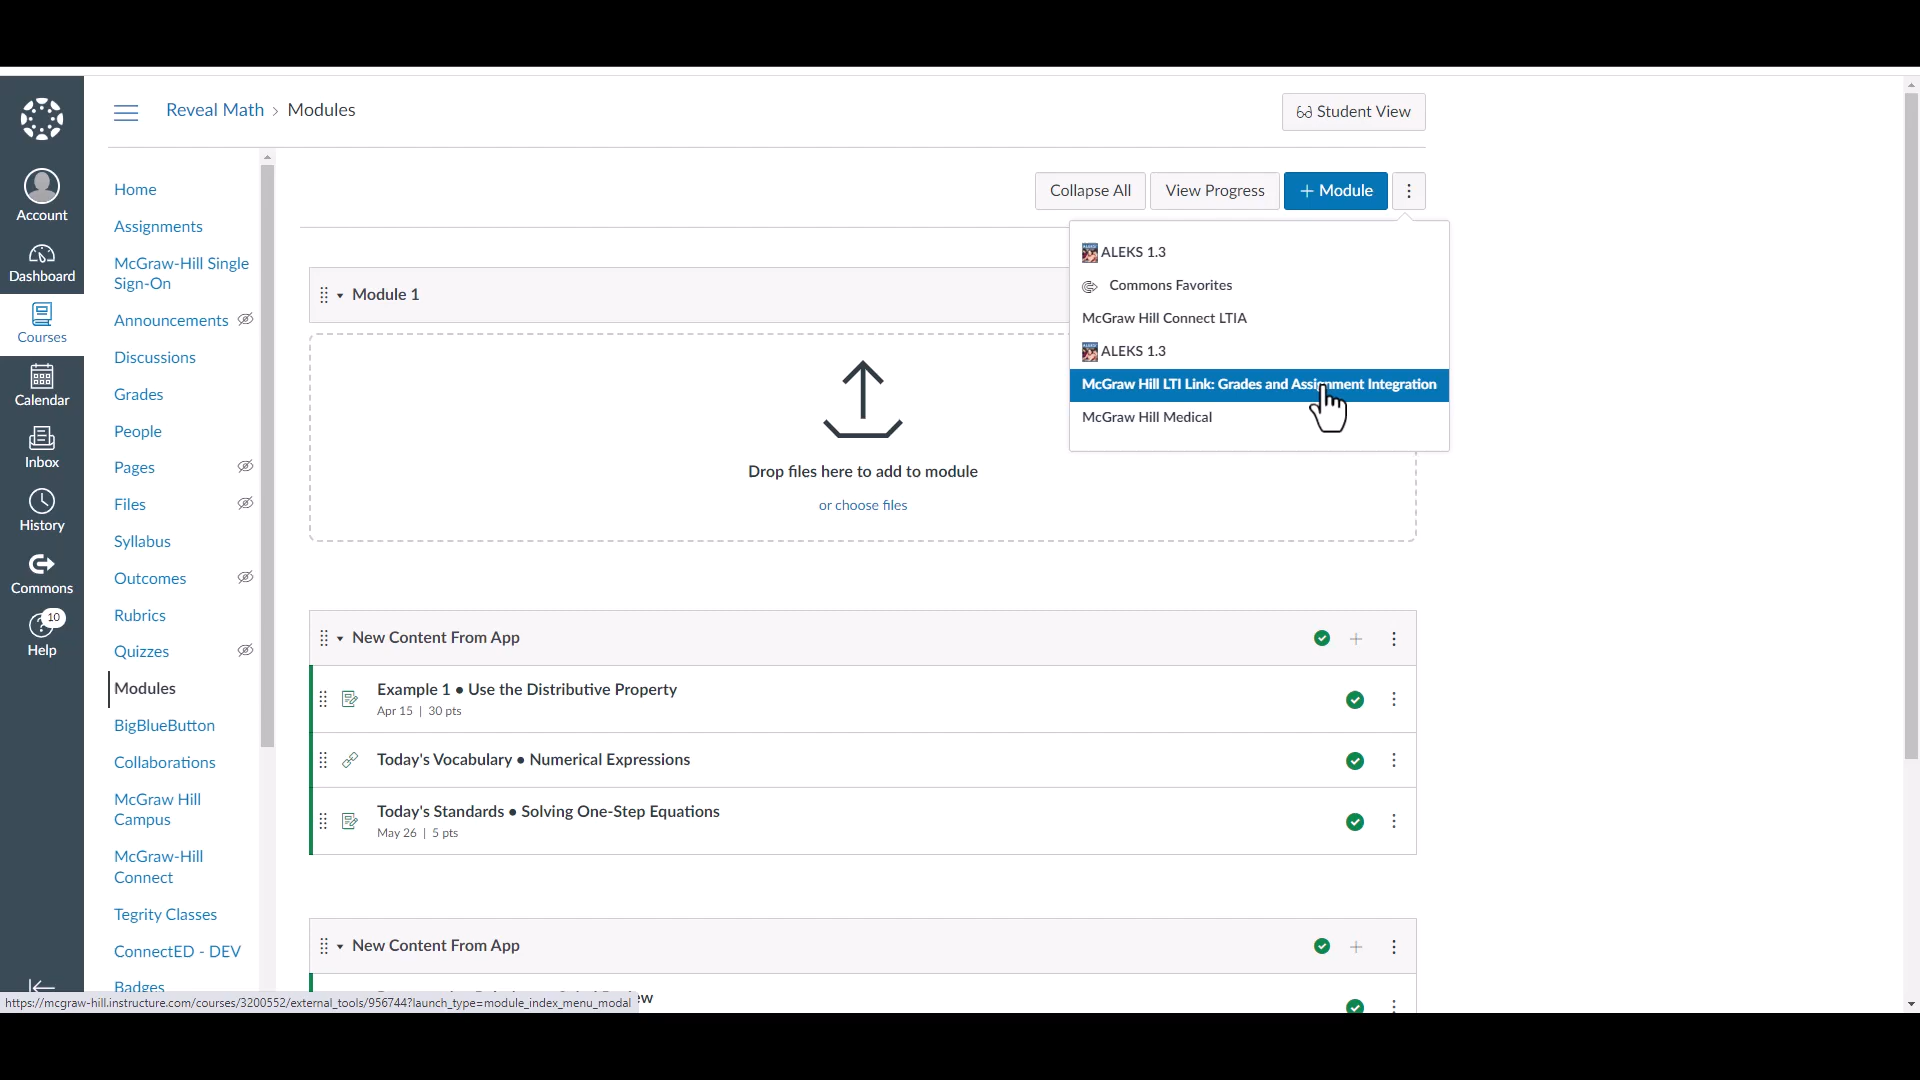 Reveal Math > Modules
Student View
Account
Dashboard
Courses
Calendar
Inbox
History
Commons
10
Help
Home
Assignments
McGraw-Hill Single
Sign-On
Announcements
Discussions
Grades
People
Pages
Files
Syllabus
Outcomes
Rubrics
Quizzes
Modules
BigBlueButton
Collaborations
McGraw Hill
Campus
McGraw-Hill
Connect
Tegrity Classes
ConnectED - DEV
Badges
Collapse All
View Progress
+ Module
ALEKS 1.3
Commons Favorites
McGraw Hill Connect LTIA
ALEKS 1.3
McGraw Hill LTI Link: Grades and Assignment Integration
McGraw Hill Medical
Module 1
Drop files here to add to module
or choose files
New Content From App
Example 1 • Use the Distributive Property
Apr 15 | 30 pts
Today's Vocabulary • Numerical Expressions
Today's Standards • Solving One-Step Equations
May 26 | 5 pts
New Content From App
https://mcgraw-hill.instructure.com/courses/3200552/external_tools/956744?launch_type=module_index_menu_modal